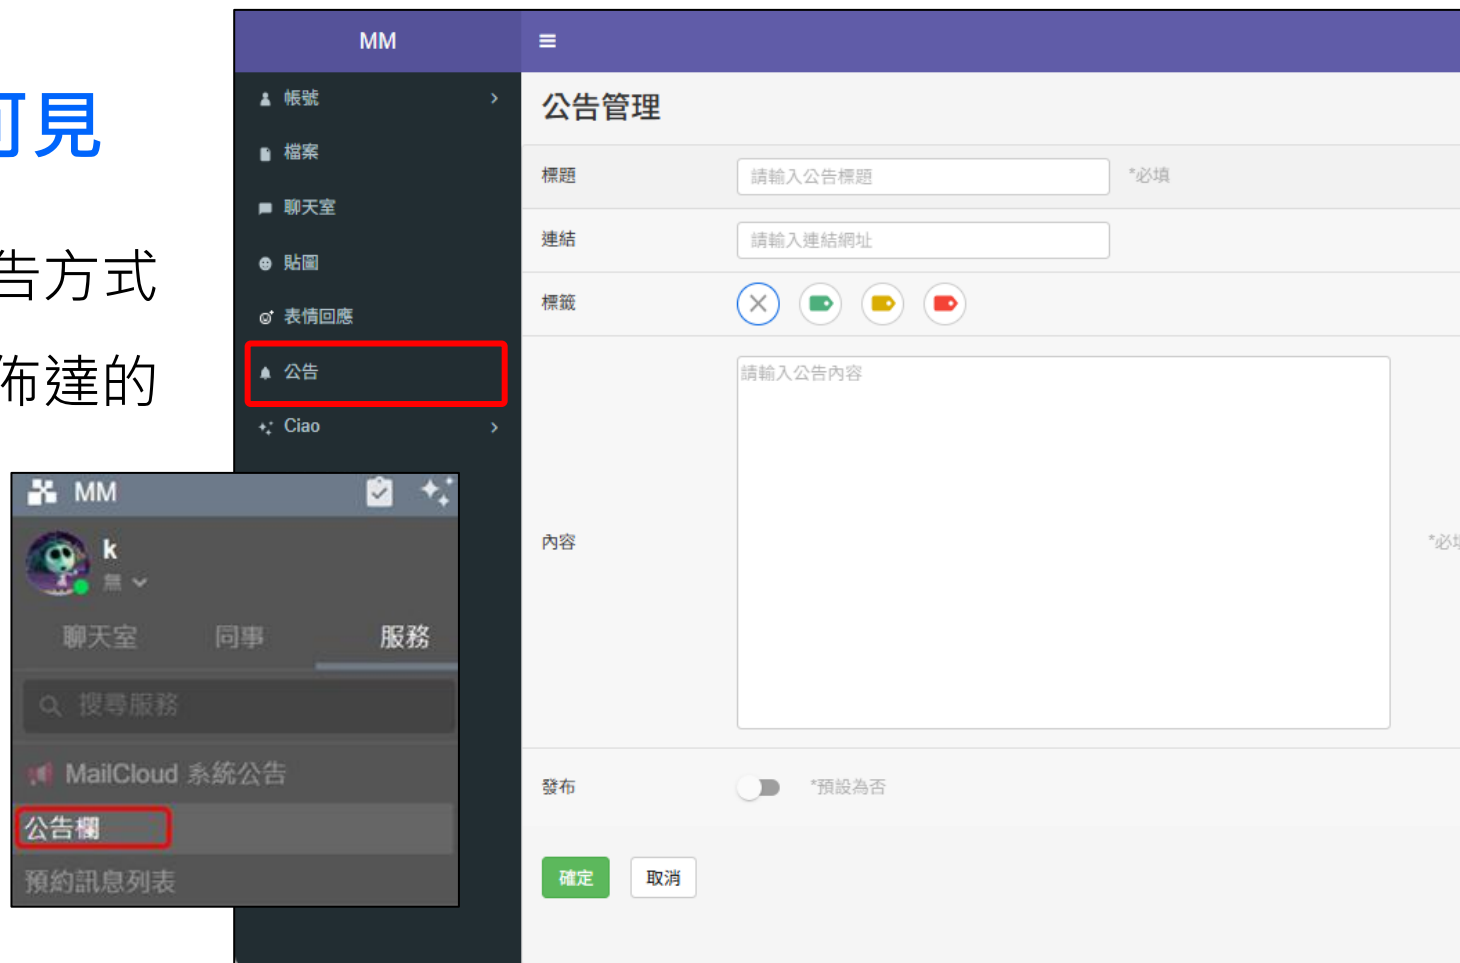 可見
告方式
佈達的
MM
帳號
檔案
聊天室
貼圖
表情回應
公告
Ciao
公告管理
標題
請輸入公告標題
*必填
連結
請輸入連結網址
標籤
請輸入公告內容
內容
*必填
發布
*預設為否
確定
取消
MM
k
無
聊天室
同事
服務
搜尋服務
MailCloud 系統公告
公告欄
預約訊息列表